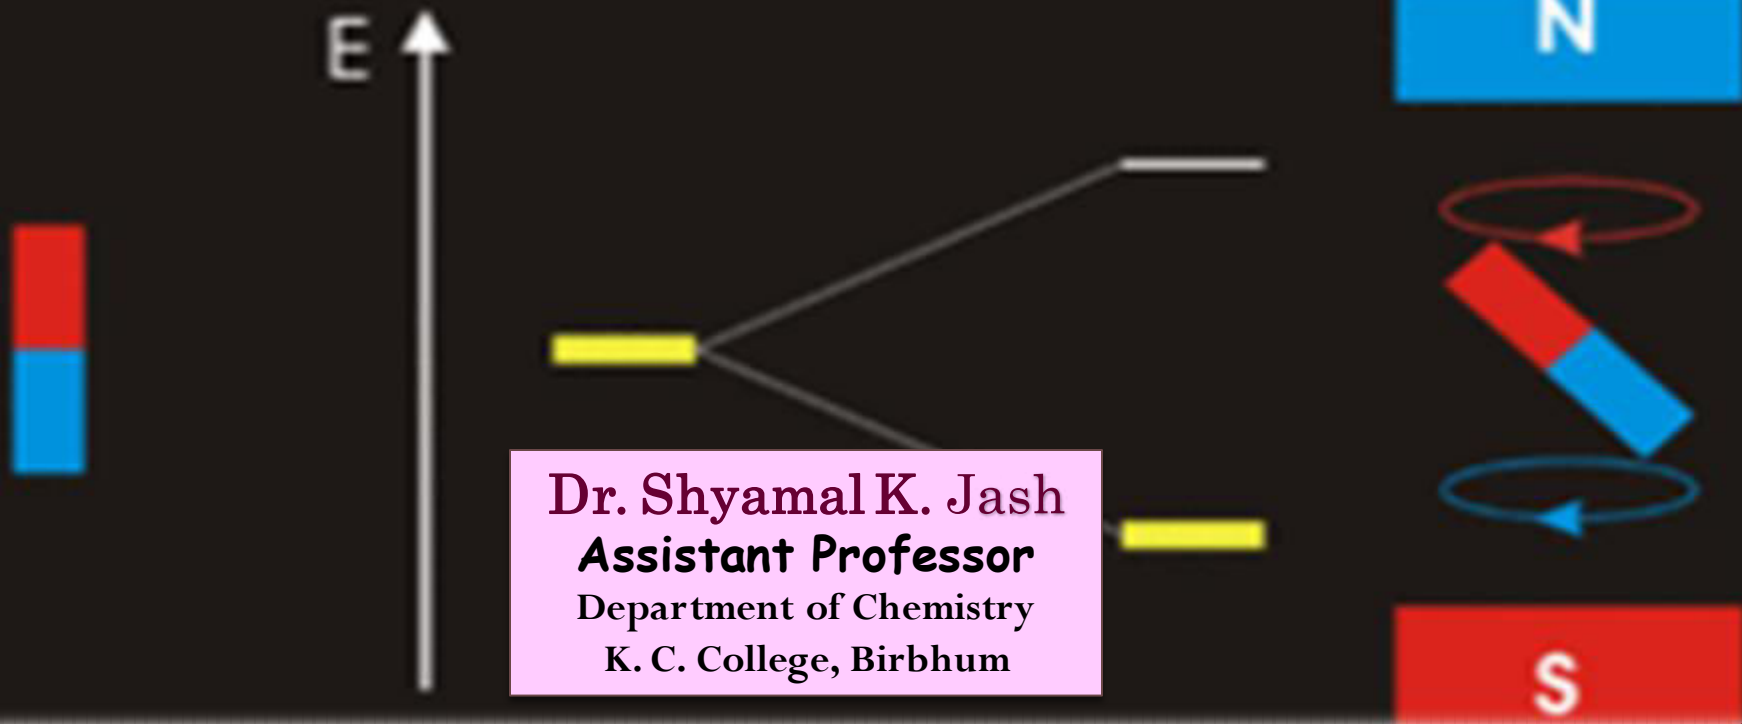 E
N
Dr. Shyamal K. Jash
Assistant Professor
Department of Chemistry
K. C. College, Birbhum
S